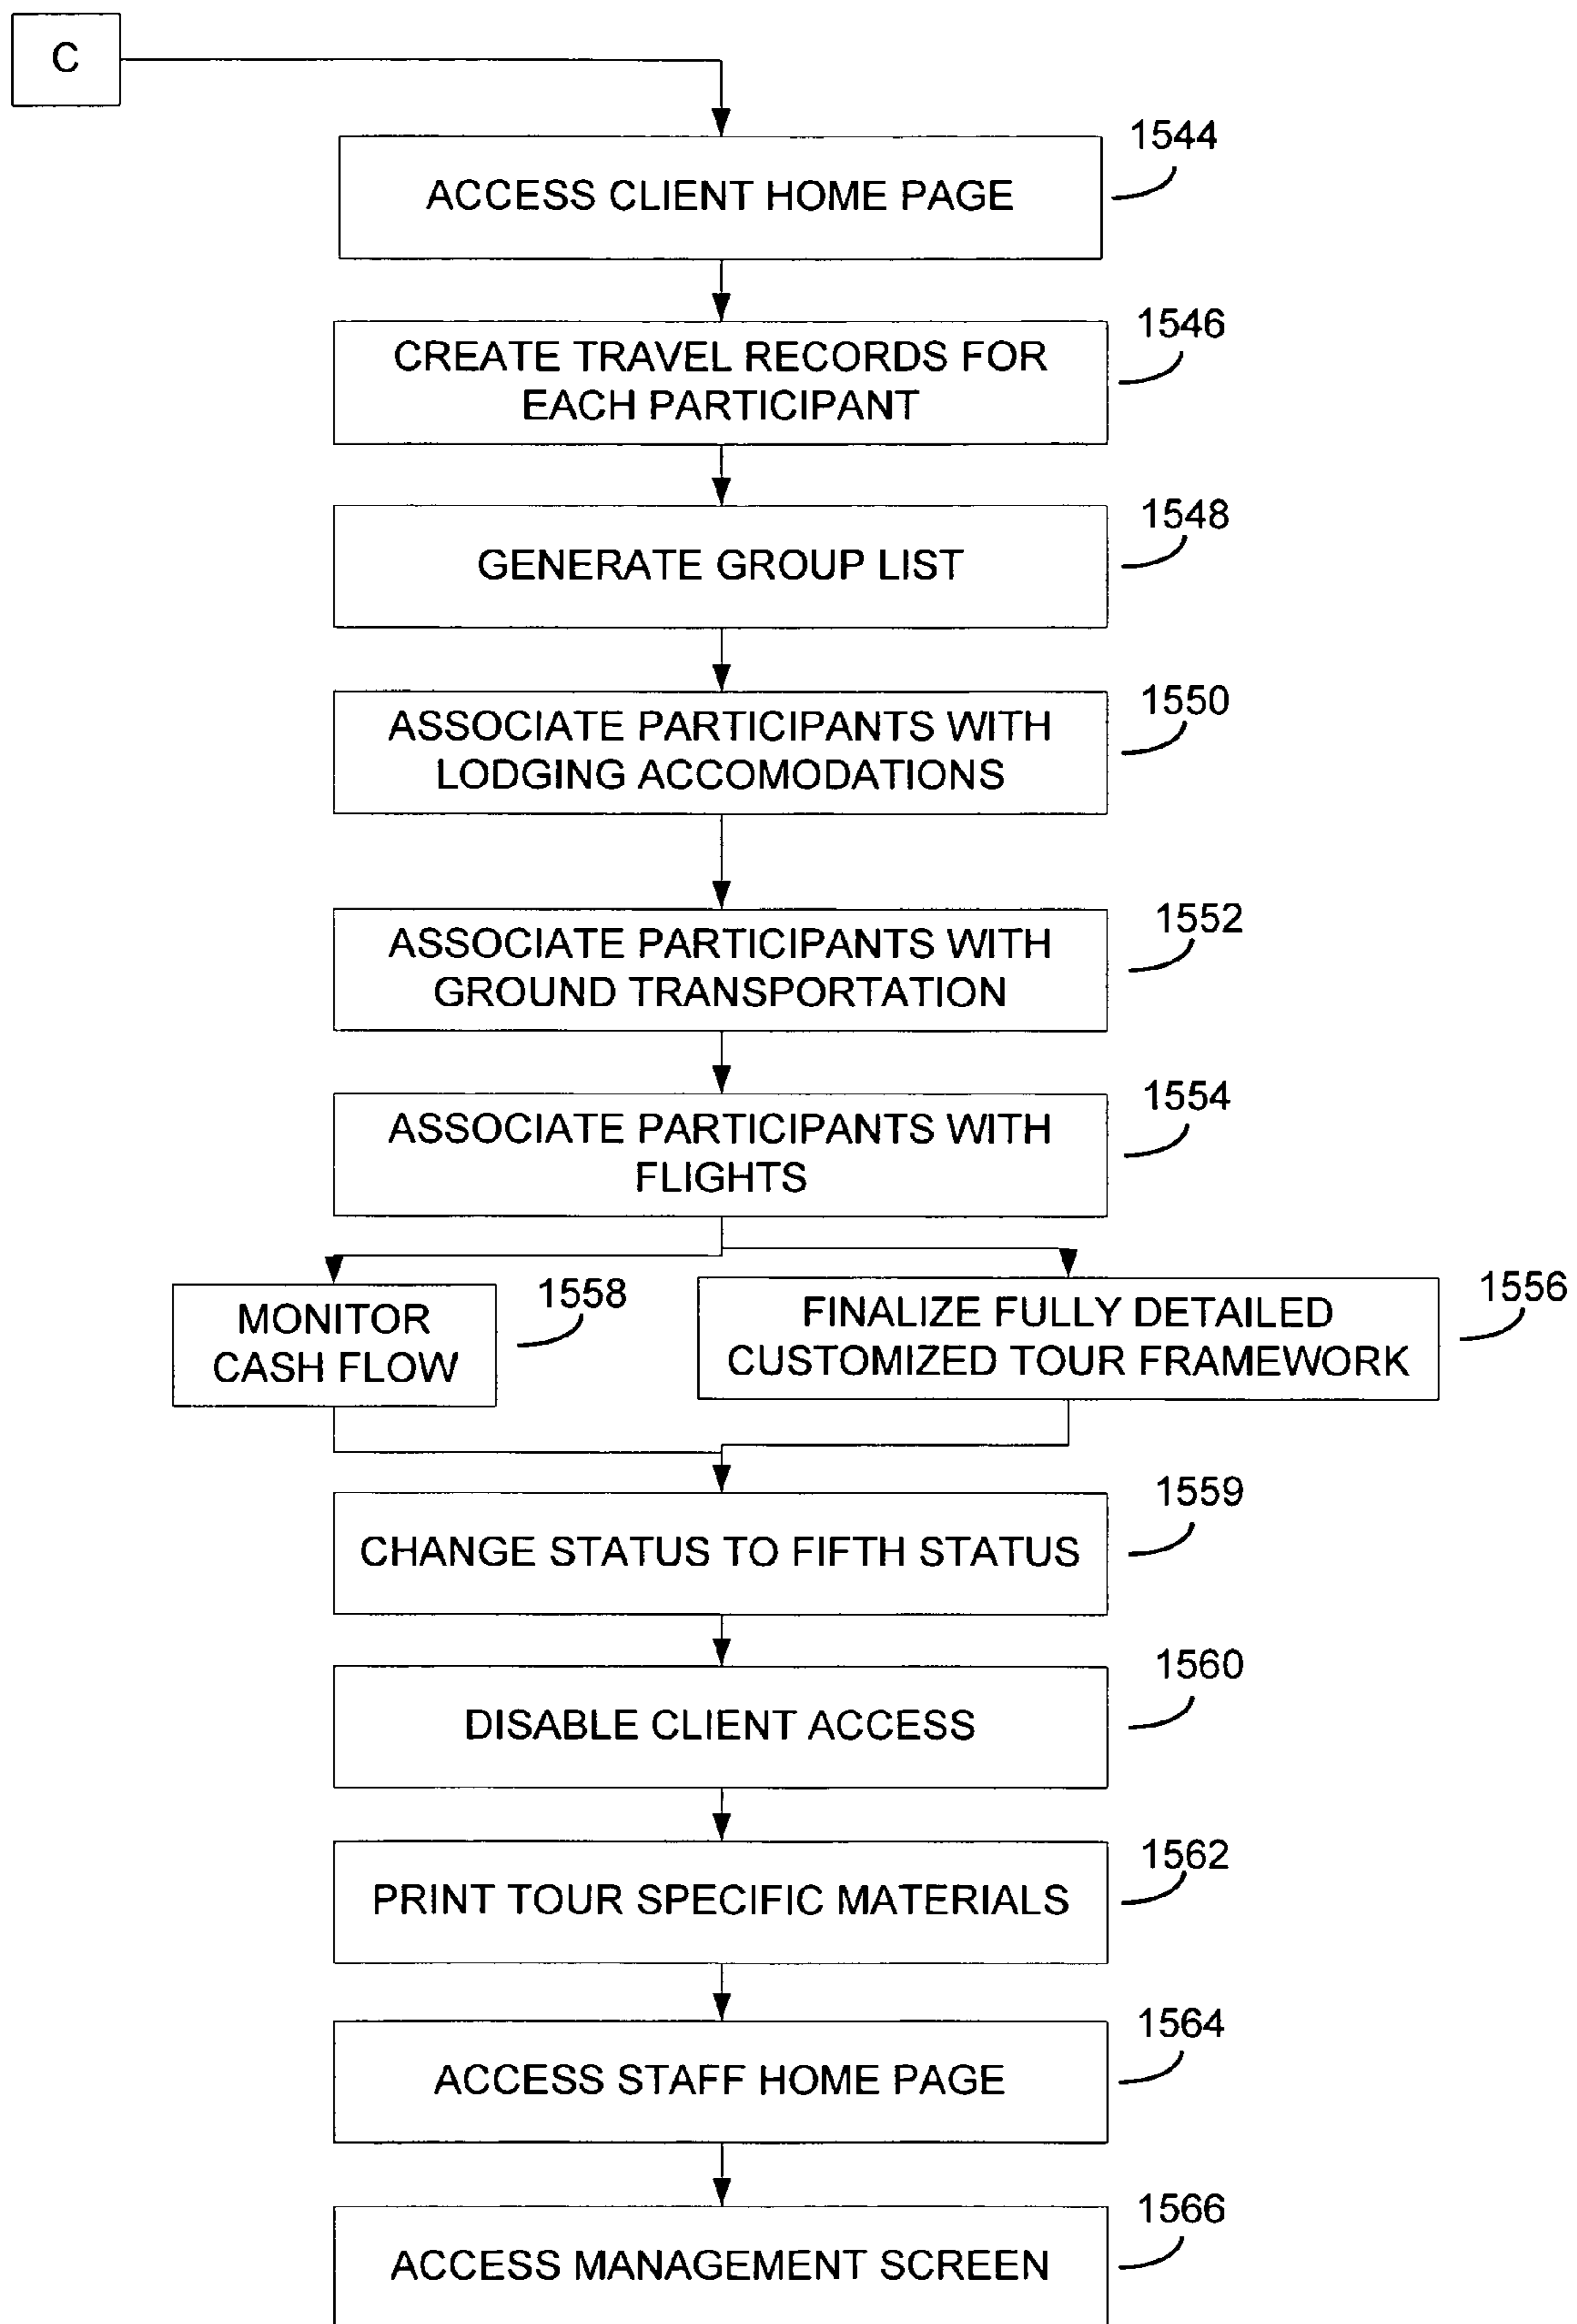 C
1544
ACCESS CLIENT HOME PAGE
1546
CREATE TRAVEL RECORDS FOR
EACH PARTICIPANT
1548
GENERATE GROUP LIST
1550
ASSOCIATE PARTICIPANTS WITH
LODGING ACCOMODATIONS
1552
ASSOCIATE PARTICIPANTS WITH
GROUND TRANSPORTATION
1554
ASSOCIATE PARTICIPANTS WITH
FLIGHTS
1558
MONITOR
CASH FLOW
1556
FINALIZE FULLY DETAILED
CUSTOMIZED TOUR FRAMEWORK
1559
CHANGE STATUS TO FIFTH STATUS
1560
DISABLE CLIENT ACCESS
1562
PRINT TOUR SPECIFIC MATERIALS
1564
ACCESS STAFF HOME PAGE
1566
ACCESS MANAGEMENT SCREEN